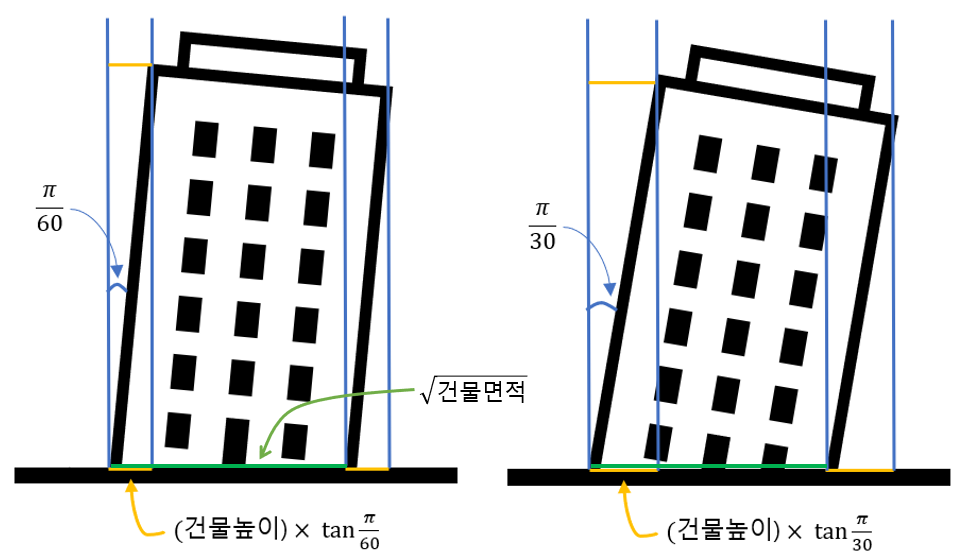 π/60
π/30
√건물면적
(건물높이) × tan π/60
(건물높이) × tan π/30